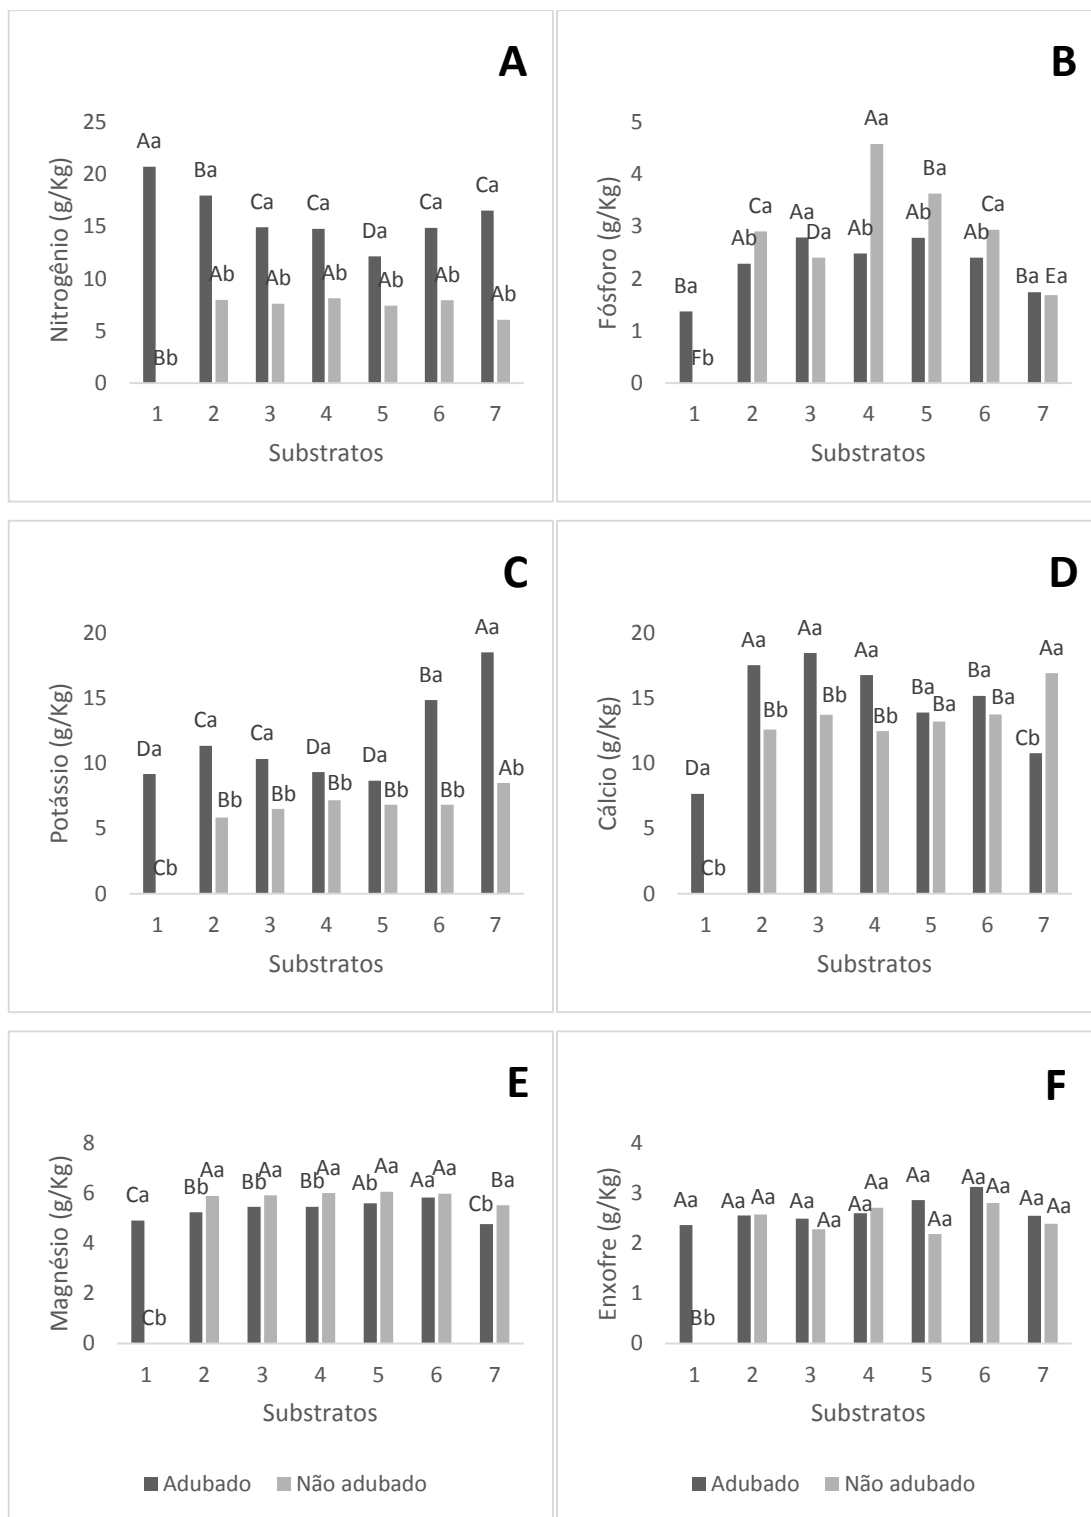 A
Nitrogênio (g/Kg)
25
20
15
10
5
0
Aa
Bb
Ba
Ab
Ca
Ab
Ca
Ab
Da
Ab
Ca
Ab
Ca
Ab
1 2 3 4 5 6 7
Substratos
B
Fósforo (g/Kg)
5
4
3
2
1
0
Ba
Fb
Ab
Ca
Aa
Da
Ab
Aa
Ab
Ba
Ab
Ca
Ba
Ea
1 2 3 4 5 6 7
Substratos
C
Potássio (g/Kg)
20
15
10
5
0
Da
Cb
Ca
Bb
Ca
Bb
Da
Bb
Da
Bb
Ba
Bb
Aa
Ab
1 2 3 4 5 6 7
Substratos
D
Cálcio (g/Kg)
20
15
10
5
0
Da
Cb
Aa
Bb
Aa
Bb
Aa
Bb
Ba
Ba
Ba
Ba
Cb
Aa
1 2 3 4 5 6 7
Substratos
E
Magnésio (g/Kg)
8
6
4
2
0
Ca
Cb
Bb
Aa
Bb
Aa
Bb
Aa
Ab
Aa
Aa
Aa
Cb
Ba
1 2 3 4 5 6 7
Substratos
Adubado Não adubado
F
Enxofre (g/Kg)
4
3
2
1
0
Aa
Bb
Aa
Aa
Aa
Aa
Aa
Aa
Aa
Aa
Aa
Aa
Aa
Aa
1 2 3 4 5 6 7
Substratos
Adubado Não adubado